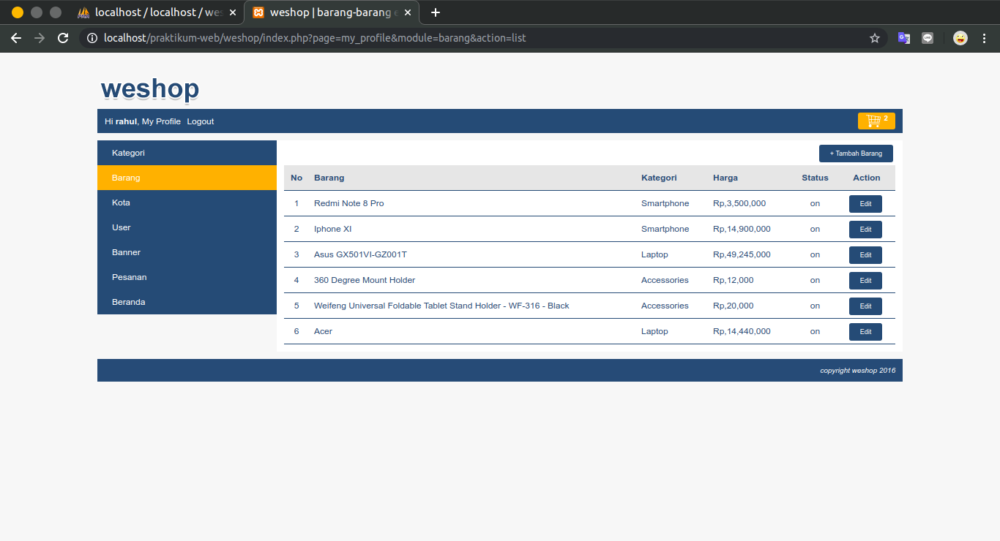 localhost / localhost / wes
weshop | barang-barang e
localhost/praktikum-web/weshop/index.php?page=my_profile&module=barang&action=list
weshop
Hi rahul, My Profile Logout 2
Kategori
Barang
Kota
User
Banner
Pesanan
Beranda
+ Tambah Barang
No Barang Kategori Harga Status Action
1 Redmi Note 8 Pro Smartphone Rp,3,500,000 on Edit
2 Iphone XI Smartphone Rp,14,900,000 on Edit
3 Asus GX501VI-GZ001T Laptop Rp,49,245,000 on Edit
4 360 Degree Mount Holder Accessories Rp,12,000 on Edit
5 Weifeng Universal Foldable Tablet Stand Holder - WF-316 - Black Accessories Rp,20,000 on Edit
6 Acer Laptop Rp,14,440,000 on Edit
copyright weshop 2016